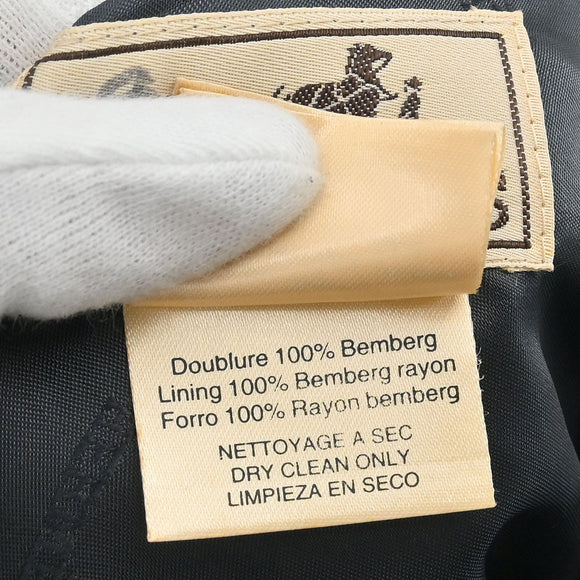 Doublure 100% Bemberg
Lining 100% Bemberg rayon
Forro 100% Rayon bemberg
NETTOYAGE A SEC
DRY CLEAN ONLY
LIMPIEZA EN SECO